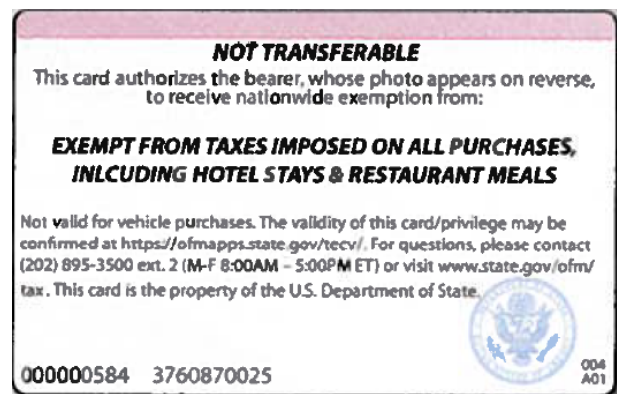 NOT TRANSFERABLE
This card authorizes the bearer, whose photo appears on reverse,
to receive nationwide exemption from:
EXEMPT FROM TAXES IMPOSED ON ALL PURCHASES,
INLCUDING HOTEL STAYS & RESTAURANT MEALS
Not valid for vehicle purchases. The validity of this card/privilege may be
confirmed at https://ofmapps.state.gov/tecv/. For questions, please contact
(202) 895-3500 ext. 2 (M-F 8:00AM – 5:00PM ET) or visit www.state.gov/ofm/
tax. This card is the property of the U.S. Department of State.
000000584 3760870025
004
A01